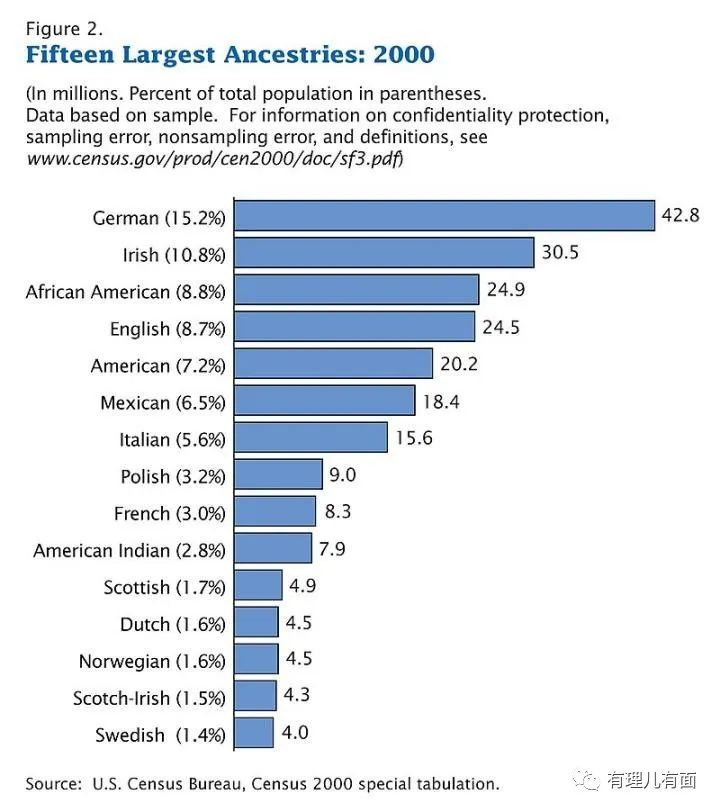 Figure 2.
Fifteen Largest Ancestries: 2000
(In millions. Percent of total population in parentheses.
Data based on sample. For information on confidentiality protection,
sampling error, nonsampling error, and definitions, see
www.census.gov/prod/cen2000/doc/sf3.pdf)
German (15.2%) 42.8
Irish (10.8%) 30.5
African American (8.8%) 24.9
English (8.7%) 24.5
American (7.2%) 20.2
Mexican (6.5%) 18.4
Italian (5.6%) 15.6
Polish (3.2%) 9.0
French (3.0%) 8.3
American Indian (2.8%) 7.9
Scottish (1.7%) 4.9
Dutch (1.6%) 4.5
Norwegian (1.6%) 4.5
Scotch-Irish (1.5%) 4.3
Swedish (1.4%) 4.0
Source: U.S. Census Bureau, Census 2000 special tabulation.
有理儿有面